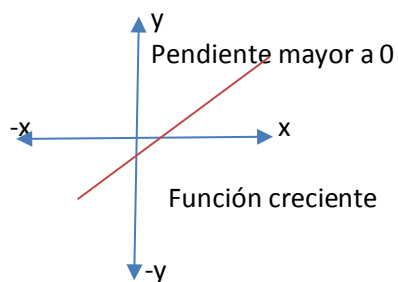 y
Pendiente mayor a 0
-x
x
Función creciente
-y